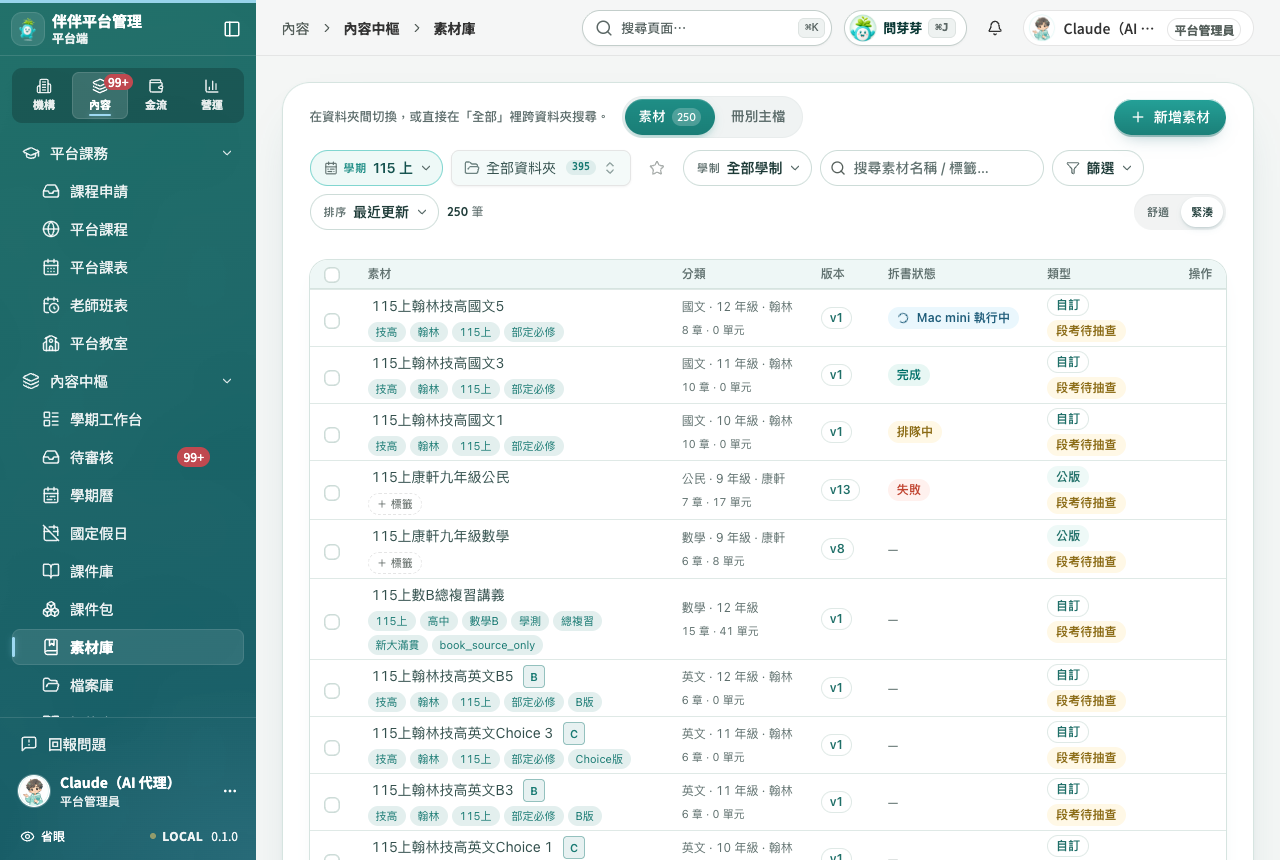 伴伴平台管理
平台端
機構
內容
99+
金流
營運
平台課務
課程申請
平台課程
平台課表
老師班表
平台教室
內容中樞
學期工作台
待審核
99+
學期曆
國定假日
課件庫
課件包
素材庫
檔案庫
回報問題
Claude（AI 代理）
平台管理員
省眼
LOCAL 0.1.0
內容 > 內容中樞 > 素材庫
搜尋頁面⋯ ⌘K
問芽芽 ⌘J
Claude（AI ⋯ 平台管理員
在資料夾間切換，或直接在「全部」裡跨資料夾搜尋。
素材 250
冊別主檔
新增素材
學期 115 上
全部資料夾 395
學制 全部學制
搜尋素材名稱 / 標籤...
篩選
排序 最近更新
250 筆
舒適 緊湊
素材 分類 版本 拆書狀態 類型 操作
115上翰林技高國文5
技高 翰林 115上 部定必修
國文 · 12 年級 · 翰林
8 章 · 0 單元
v1
Mac mini 執行中
自訂
段考待抽查
115上翰林技高國文3
技高 翰林 115上 部定必修
國文 · 11 年級 · 翰林
10 章 · 0 單元
v1
完成
自訂
段考待抽查
115上翰林技高國文1
技高 翰林 115上 部定必修
國文 · 10 年級 · 翰林
10 章 · 0 單元
v1
排隊中
自訂
段考待抽查
115上康軒九年級公民
+ 標籤
公民 · 9 年級 · 康軒
7 章 · 17 單元
v13
失敗
公版
段考待抽查
115上康軒九年級數學
+ 標籤
數學 · 9 年級 · 康軒
6 章 · 8 單元
v8
—
公版
段考待抽查
115上數B總複習講義
115上 高中 數學B 學測 總複習
新大滿貫 book_source_only
數學 · 12 年級
15 章 · 41 單元
v1
—
自訂
段考待抽查
115上翰林技高英文B5 B
技高 翰林 115上 部定必修 B版
英文 · 12 年級 · 翰林
6 章 · 0 單元
v1
—
自訂
段考待抽查
115上翰林技高英文Choice 3 C
技高 翰林 115上 部定必修 Choice版
英文 · 11 年級 · 翰林
6 章 · 0 單元
v1
—
自訂
段考待抽查
115上翰林技高英文B3 B
技高 翰林 115上 部定必修 B版
英文 · 11 年級 · 翰林
6 章 · 0 單元
v1
—
自訂
段考待抽查
115上翰林技高英文Choice 1 C
英文 · 10 年級 · 翰林
v1
自訂